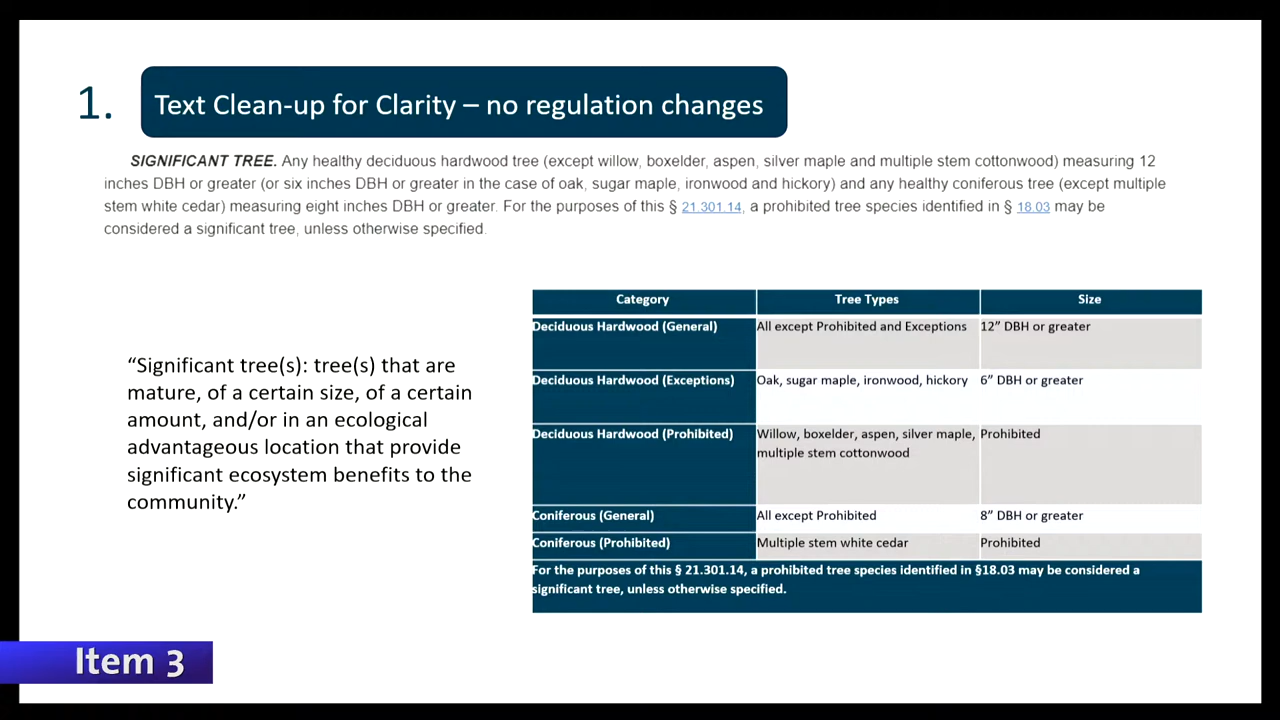 1.
Text Clean-up for Clarity – no regulation changes
SIGNIFICANT TREE. Any healthy deciduous hardwood tree (except willow, boxelder, aspen, silver maple and multiple stem cottonwood) measuring 12
inches DBH or greater (or six inches DBH or greater in the case of oak, sugar maple, ironwood and hickory) and any healthy coniferous tree (except multiple
stem white cedar) measuring eight inches DBH or greater. For the purposes of this § 21.301.14, a prohibited tree species identified in § 18.03 may be
considered a significant tree, unless otherwise specified.
“Significant tree(s): tree(s) that are
mature, of a certain size, of a certain
amount, and/or in an ecological
advantageous location that provide
significant ecosystem benefits to the
community.”
Category Tree Types Size
Deciduous Hardwood (General) All except Prohibited and Exceptions 12” DBH or greater
Deciduous Hardwood (Exceptions) Oak, sugar maple, ironwood, hickory 6” DBH or greater
Deciduous Hardwood (Prohibited) Willow, boxelder, aspen, silver maple, Prohibited
multiple stem cottonwood
Coniferous (General) All except Prohibited 8” DBH or greater
Coniferous (Prohibited) Multiple stem white cedar Prohibited
For the purposes of this § 21.301.14, a prohibited tree species identified in §18.03 may be considered a
significant tree, unless otherwise specified.
Item 3